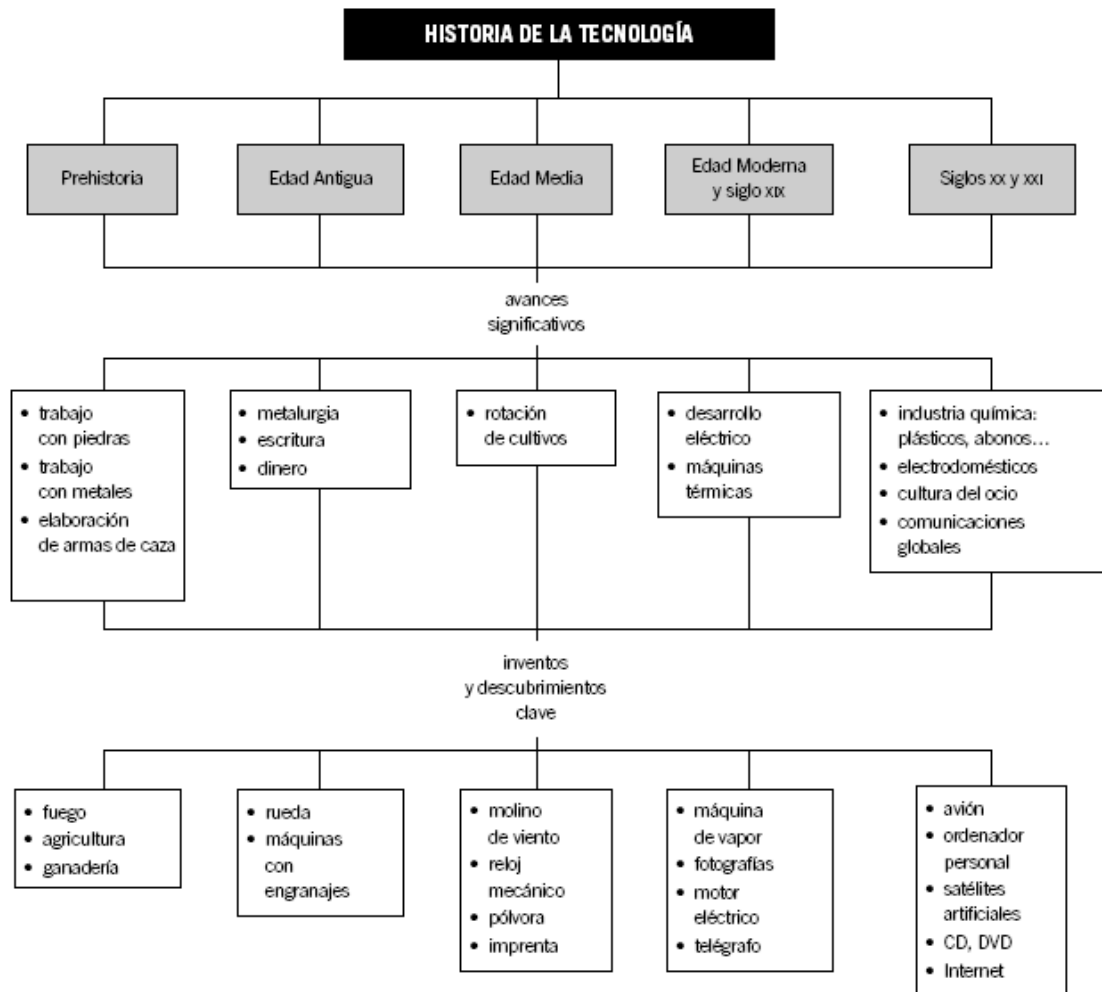 HISTORIA DE LA TECNOLOGÍA
Prehistoria
Edad Antigua
Edad Media
Edad Moderna
y siglo XIX
Siglos XX y XXI
avances
significativos
• trabajo
con piedras
• trabajo
con metales
• elaboración
de armas de caza
• metalurgia
• escritura
• dinero
• rotación
de cultivos
• desarrollo
eléctrico
• máquinas
térmicas
• industria química:
plásticos, abonos...
• electrodomésticos
• cultura del ocio
• comunicaciones
globales
inventos
y descubrimientos
clave
• fuego
• agricultura
• ganadería
• rueda
• máquinas
con
engranajes
• molino
de viento
• reloj
mecánico
• pólvora
• imprenta
• máquina
de vapor
• fotografías
• motor
eléctrico
• telégrafo
• avión
• ordenador
personal
• satélites
artificiales
• CD, DVD
• Internet